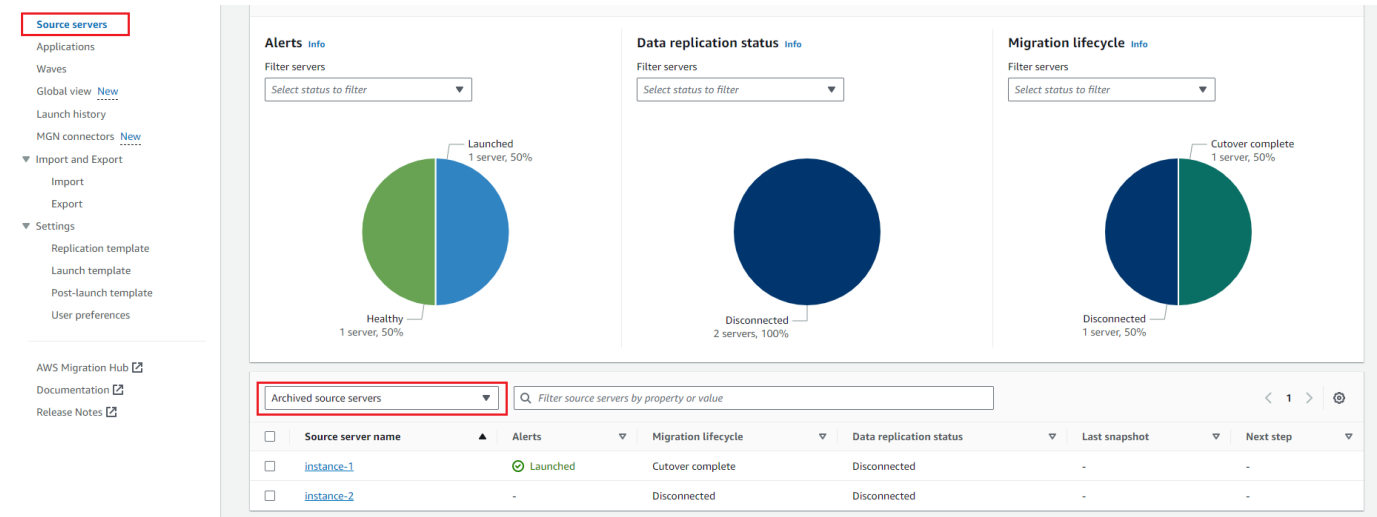 Source servers
Applications
Waves
Global view New
Launch history
MGN connectors New
Import and Export
Import
Export
Settings
Replication template
Launch template
Post-launch template
User preferences
AWS Migration Hub
Documentation
Release Notes
Alerts Info
Filter servers
Select status to filter
Launched
1 server, 50%
Healthy
1 server, 50%
Data replication status Info
Filter servers
Select status to filter
Disconnected
2 servers, 100%
Migration lifecycle Info
Filter servers
Select status to filter
Cutover complete
1 server, 50%
Disconnected
1 server, 50%
Archived source servers
Filter source servers by property or value
1
Source server name Alerts Migration lifecycle Data replication status Last snapshot Next step
instance-1 Launched Cutover complete Disconnected - -
instance-2 - Disconnected Disconnected - -